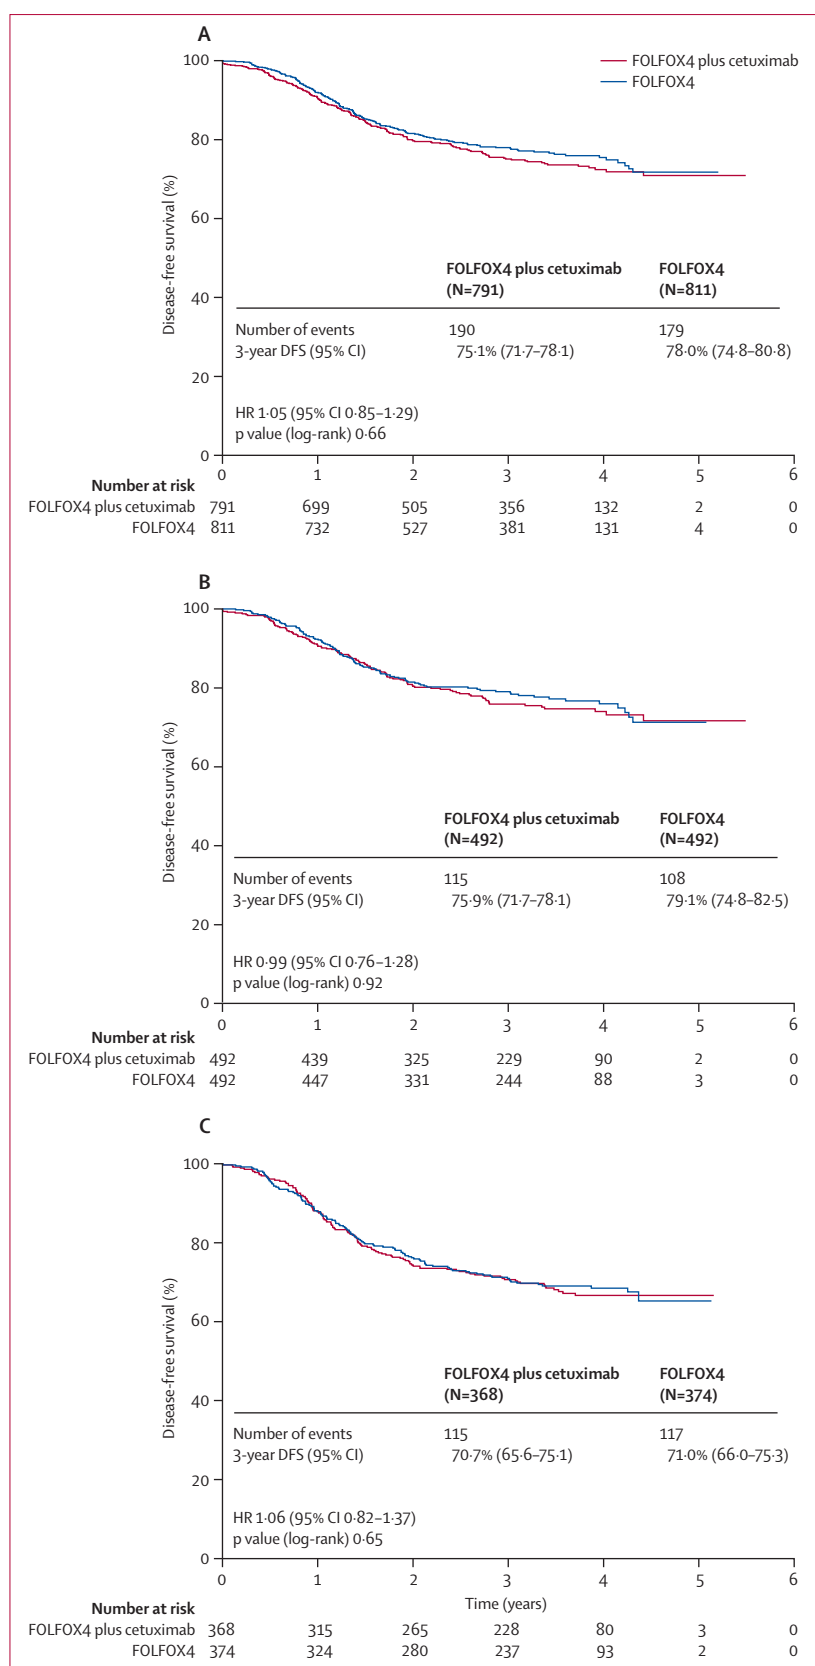 A
100
80
60
40
20
0
Disease-free survival (%)
FOLFOX4 plus cetuximab
FOLFOX4
FOLFOX4 plus cetuximab (N=791) FOLFOX4 (N=811)
Number of events 190 179
3-year DFS (95% CI) 75·1% (71·7–78·1) 78·0% (74·8–80·8)
HR 1·05 (95% CI 0·85–1·29)
p value (log-rank) 0·66
0 1 2 3 4 5 6
Number at risk
FOLFOX4 plus cetuximab 791 699 505 356 132 2 0
FOLFOX4 811 732 527 381 131 4 0
B
100
80
60
40
20
0
Disease-free survival (%)
FOLFOX4 plus cetuximab (N=492) FOLFOX4 (N=492)
Number of events 115 108
3-year DFS (95% CI) 75·9% (71·7–78·1) 79·1% (74·8–82·5)
HR 0·99 (95% CI 0·76–1·28)
p value (log-rank) 0·92
0 1 2 3 4 5 6
Number at risk
FOLFOX4 plus cetuximab 492 439 325 229 90 2 0
FOLFOX4 492 447 331 244 88 3 0
C
100
80
60
40
20
0
Disease-free survival (%)
FOLFOX4 plus cetuximab (N=368) FOLFOX4 (N=374)
Number of events 115 117
3-year DFS (95% CI) 70·7% (65·6–75·1) 71·0% (66·0–75·3)
HR 1·06 (95% CI 0·82–1·37)
p value (log-rank) 0·65
0 1 2 3 4 5 6
Time (years)
Number at risk
FOLFOX4 plus cetuximab 368 315 265 228 80 3 0
FOLFOX4 374 324 280 237 93 2 0